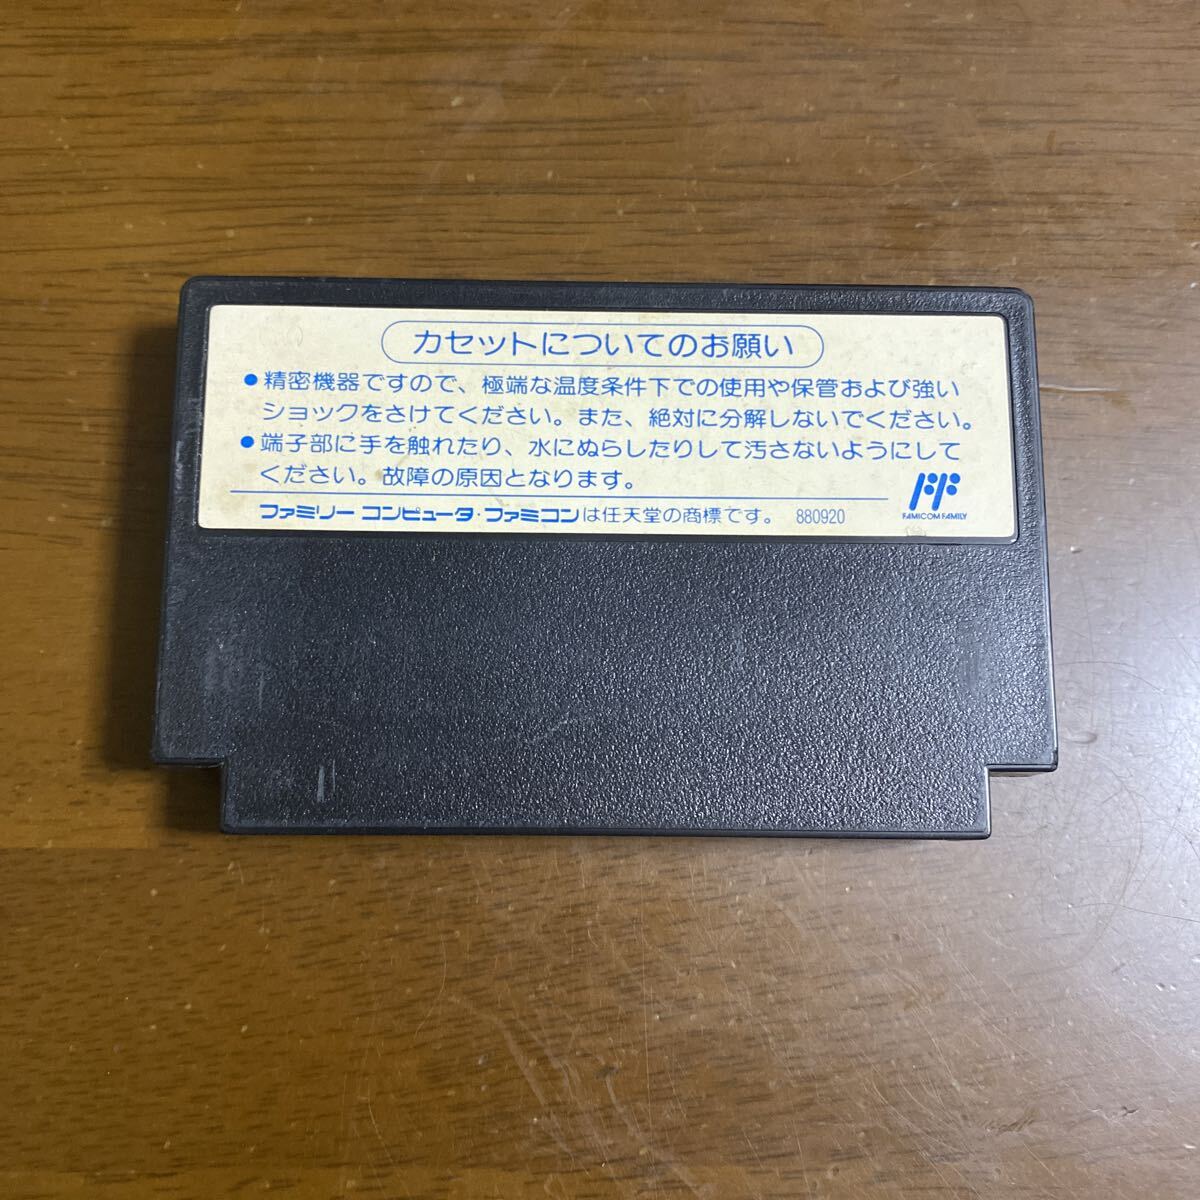 カセットについてのお願い
●精密機器ですので、極端な温度条件下での使用や保管および強い
ショックをさけてください。また、絶対に分解しないでください。
●端子部に手を触れたり、水にぬらしたりして汚さないようにして
ください。故障の原因となります。
FAMICOM FAMILY
ファミリー コンピュータ・ファミコンは任天堂の商標です。 880920